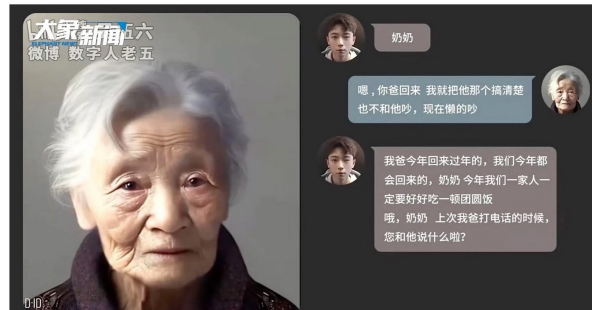 大象新闻
ELEPHANT NEWS
五六
微博 数字人老五
D-ID
奶奶
嗯,你爸回来 我就把他那个搞清楚
也不和他吵，现在懒的吵
我爸今年回来过年的，我们今年都
会回来的，奶奶 今年我们一家人一
定要好好吃一顿团圆饭
哦，奶奶 上次我爸打电话的时候，
您和他说什么啦？